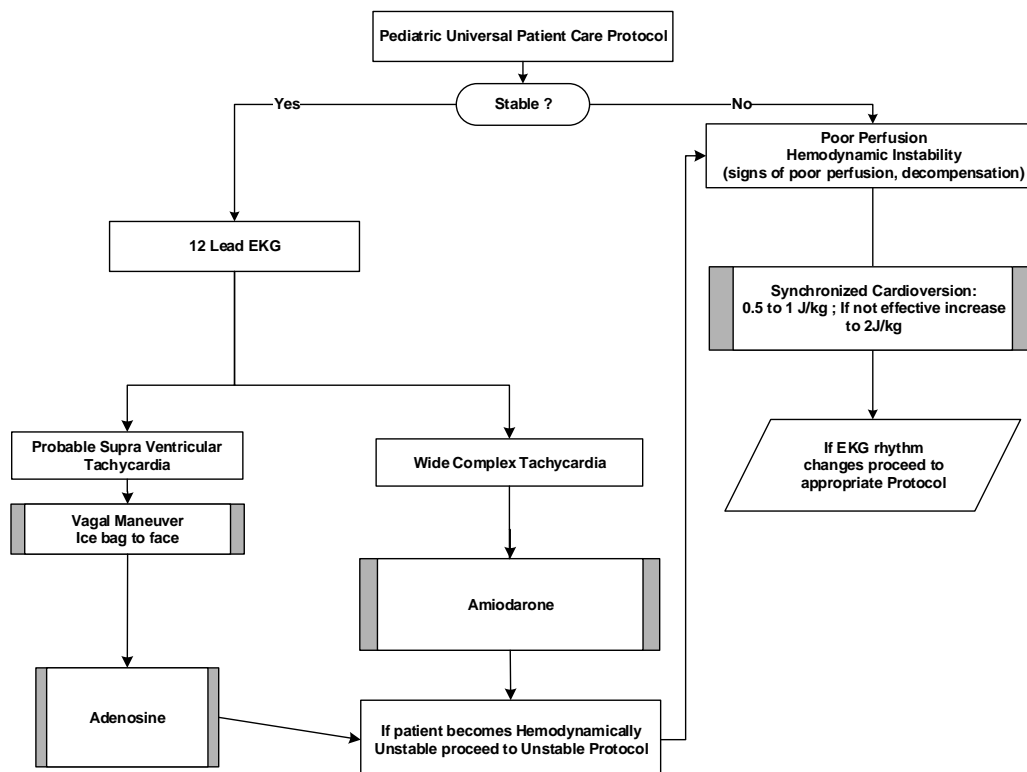 Pediatric Universal Patient Care Protocol
Stable ?
Yes
No
Poor Perfusion
Hemodynamic Instability
(signs of poor perfusion, decompensation)
12 Lead EKG
Synchronized Cardioversion:
0.5 to 1 J/kg ; If not effective increase
to 2J/kg
Probable Supra Ventricular
Tachycardia
Wide Complex Tachycardia
If EKG rhythm
changes proceed to
appropriate Protocol
Vagal Maneuver
Ice bag to face
Amiodarone
Adenosine
If patient becomes Hemodynamically
Unstable proceed to Unstable Protocol